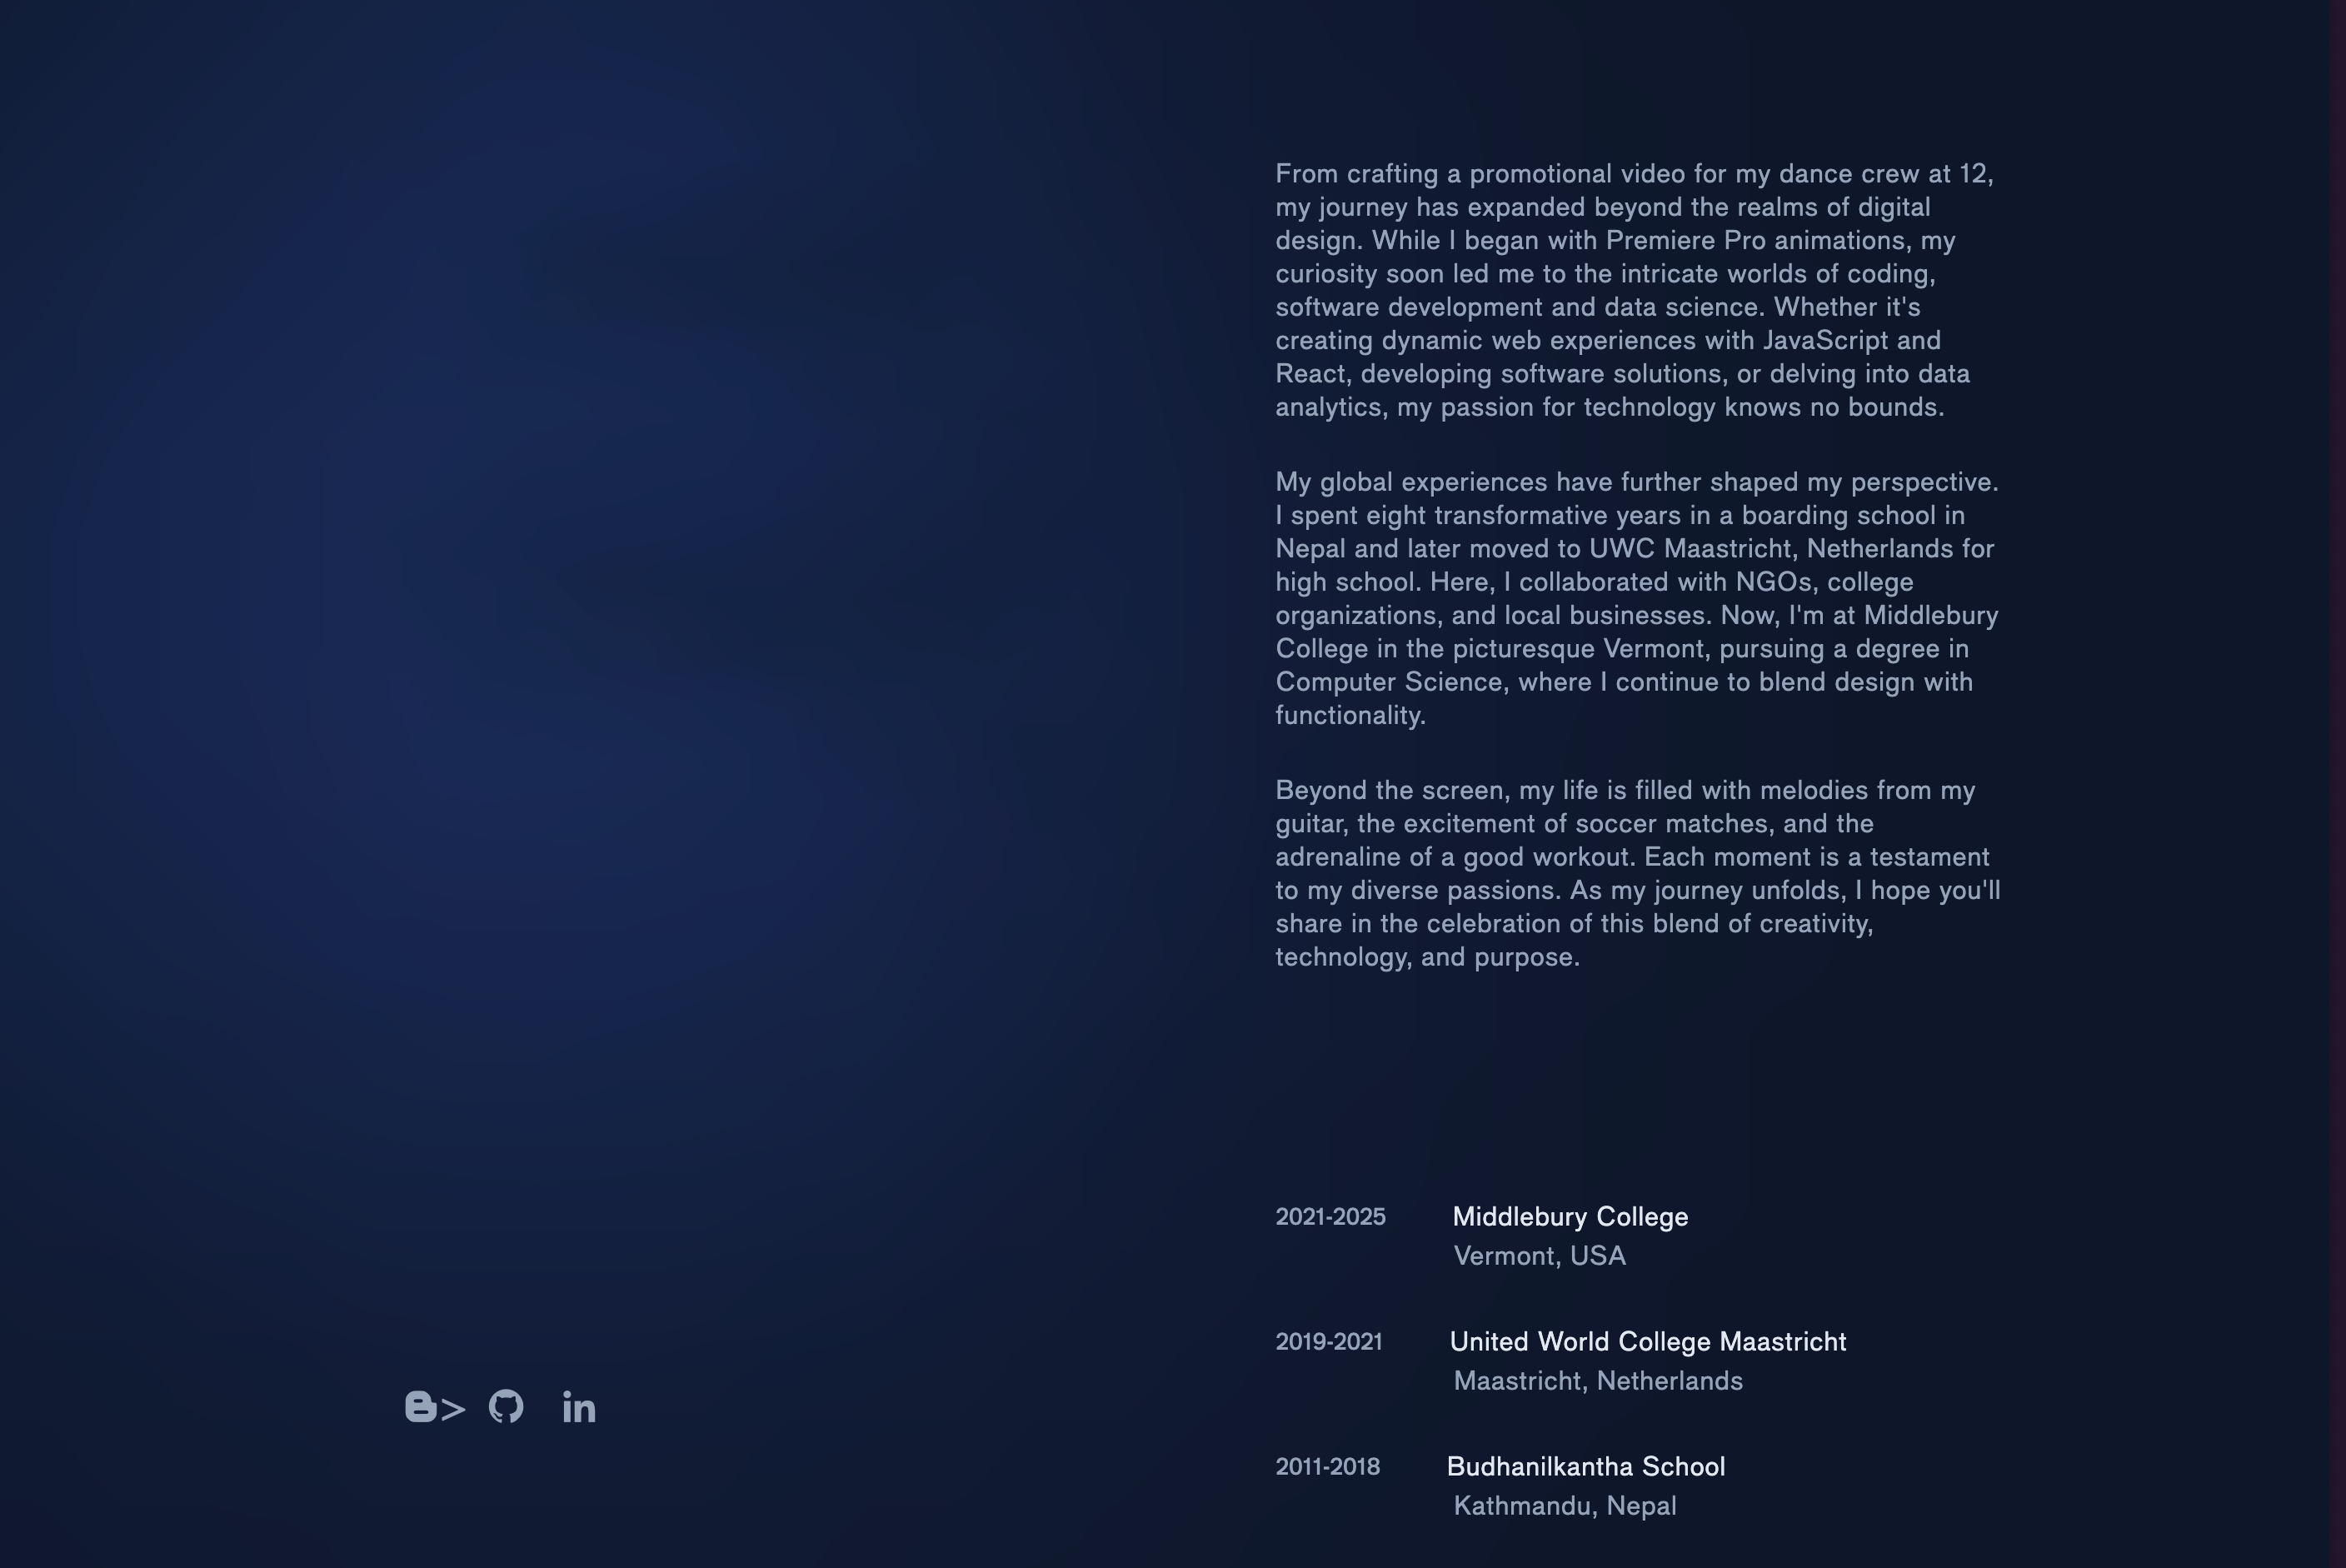 From crafting a promotional video for my dance crew at 12,
my journey has expanded beyond the realms of digital
design. While I began with Premiere Pro animations, my
curiosity soon led me to the intricate worlds of coding,
software development and data science. Whether it's
creating dynamic web experiences with JavaScript and
React, developing software solutions, or delving into data
analytics, my passion for technology knows no bounds.
My global experiences have further shaped my perspective.
I spent eight transformative years in a boarding school in
Nepal and later moved to UWC Maastricht, Netherlands for
high school. Here, I collaborated with NGOs, college
organizations, and local businesses. Now, I'm at Middlebury
College in the picturesque Vermont, pursuing a degree in
Computer Science, where I continue to blend design with
functionality.
Beyond the screen, my life is filled with melodies from my
guitar, the excitement of soccer matches, and the
adrenaline of a good workout. Each moment is a testament
to my diverse passions. As my journey unfolds, I hope you'll
share in the celebration of this blend of creativity,
technology, and purpose.
2021-2025 Middlebury College
Vermont, USA
2019-2021 United World College Maastricht
Maastricht, Netherlands
> in
2011-2018 Budhanilkantha School
Kathmandu, Nepal